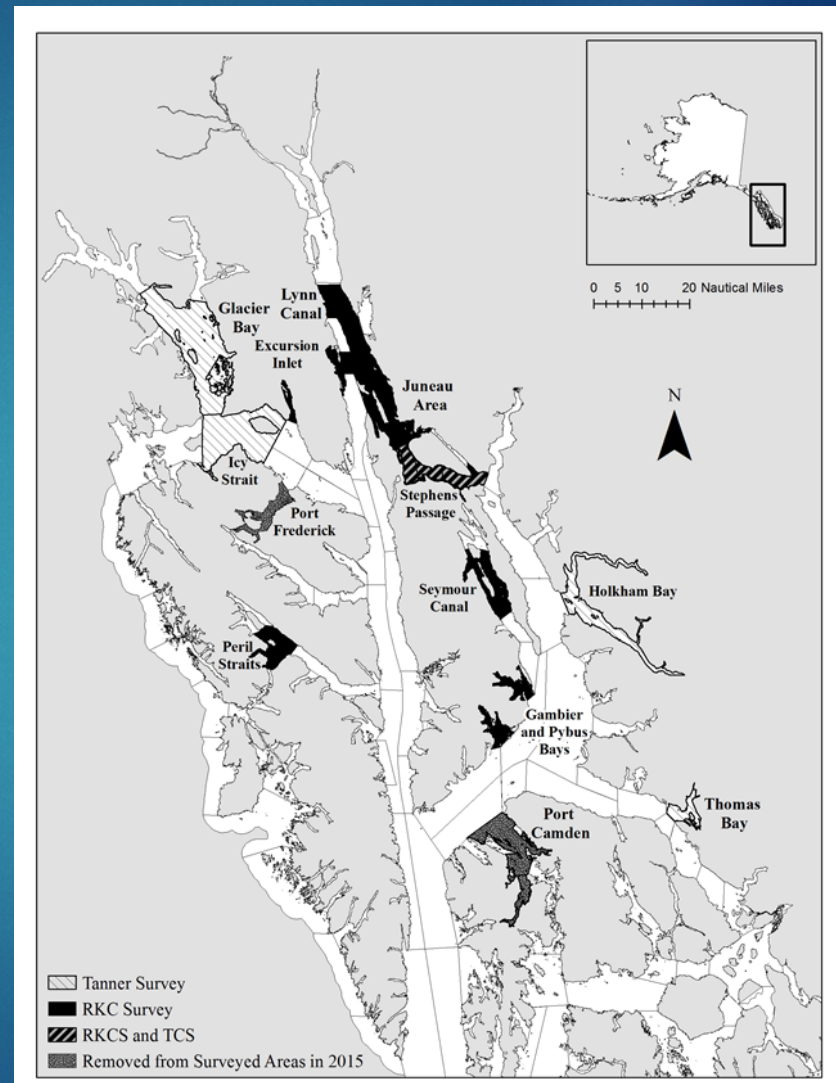 0 5 10 20 Nautical Miles
Lynn
Canal
Glacier
Bay
Excursion
Inlet
Juneau
Area
N
Icy
Strait
Stephens
Passage
Port
Frederick
Seymour
Canal
Holkham Bay
Peril
Straits
Gambier
and Pybus
Bays
Thomas
Bay
Port
Camden
Tanner Survey
RKC Survey
RKCS and TCS
Removed from Surveyed Areas in 2015